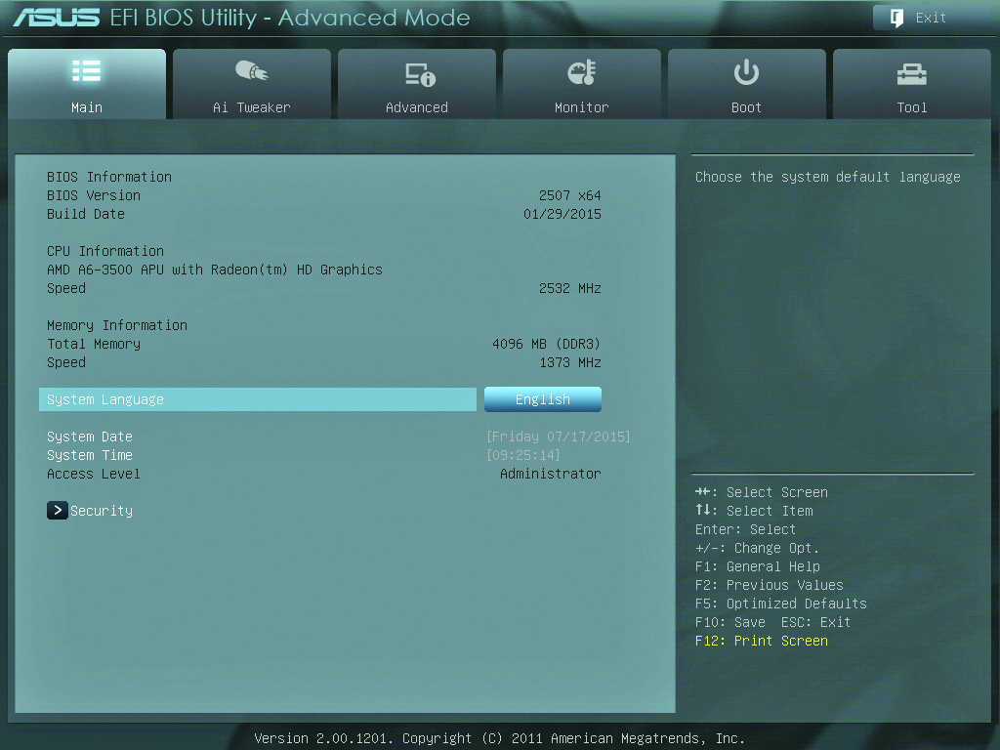 ASUS EFI BIOS Utility - Advanced Mode
Exit
Main
Ai Tweaker
Advanced
Monitor
Boot
Tool
BIOS Information
BIOS Version 2507 x64
Build Date 01/29/2015
CPU Information
AMD A6-3500 APU with Radeon(tm) HD Graphics
Speed 2532 MHz
Memory Information
Total Memory 4096 MB (DDR3)
Speed 1373 MHz
System Language English
System Date [Friday 07/17/2015]
System Time [09:25:14]
Access Level Administrator
> Security
Choose the system default language
→←: Select Screen
↑↓: Select Item
Enter: Select
+/-: Change Opt.
F1: General Help
F2: Previous Values
F5: Optimized Defaults
F10: Save ESC: Exit
F12: Print Screen
Version 2.00.1201. Copyright (C) 2011 American Megatrends, Inc.